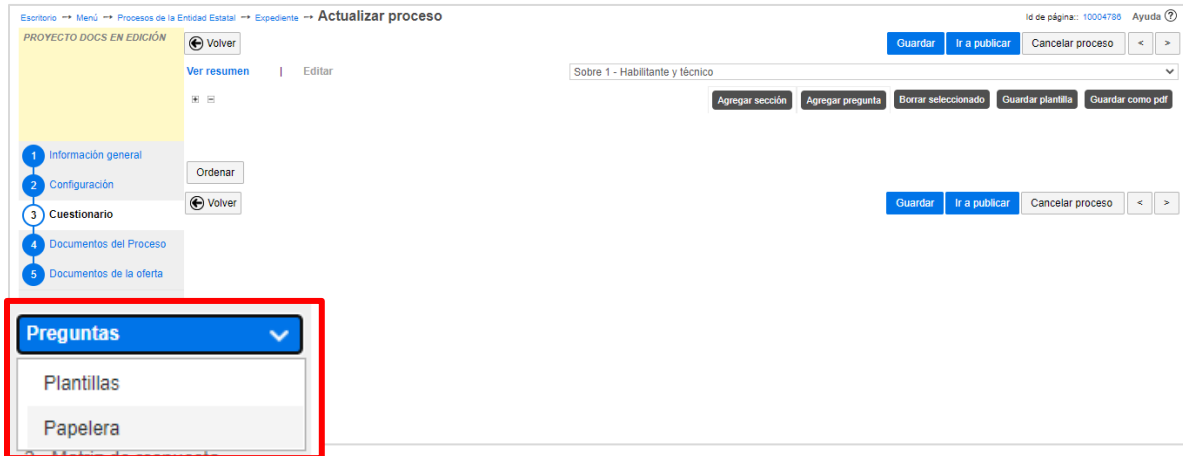 Escritorio → Menú → Procesos de la Entidad Estatal → Expediente → Actualizar proceso
Id de página:: 10004786 Ayuda ?
PROYECTO DOCS EN EDICIÓN
Volver
Guardar Ir a publicar Cancelar proceso < >
Ver resumen | Editar
Sobre 1 - Habilitante y técnico
Agregar sección Agregar pregunta Borrar seleccionado Guardar plantilla Guardar como pdf
1 Información general
2 Configuración
3 Cuestionario
4 Documentos del Proceso
5 Documentos de la oferta
Ordenar
Volver
Guardar Ir a publicar Cancelar proceso < >
Preguntas
Plantillas
Papelera